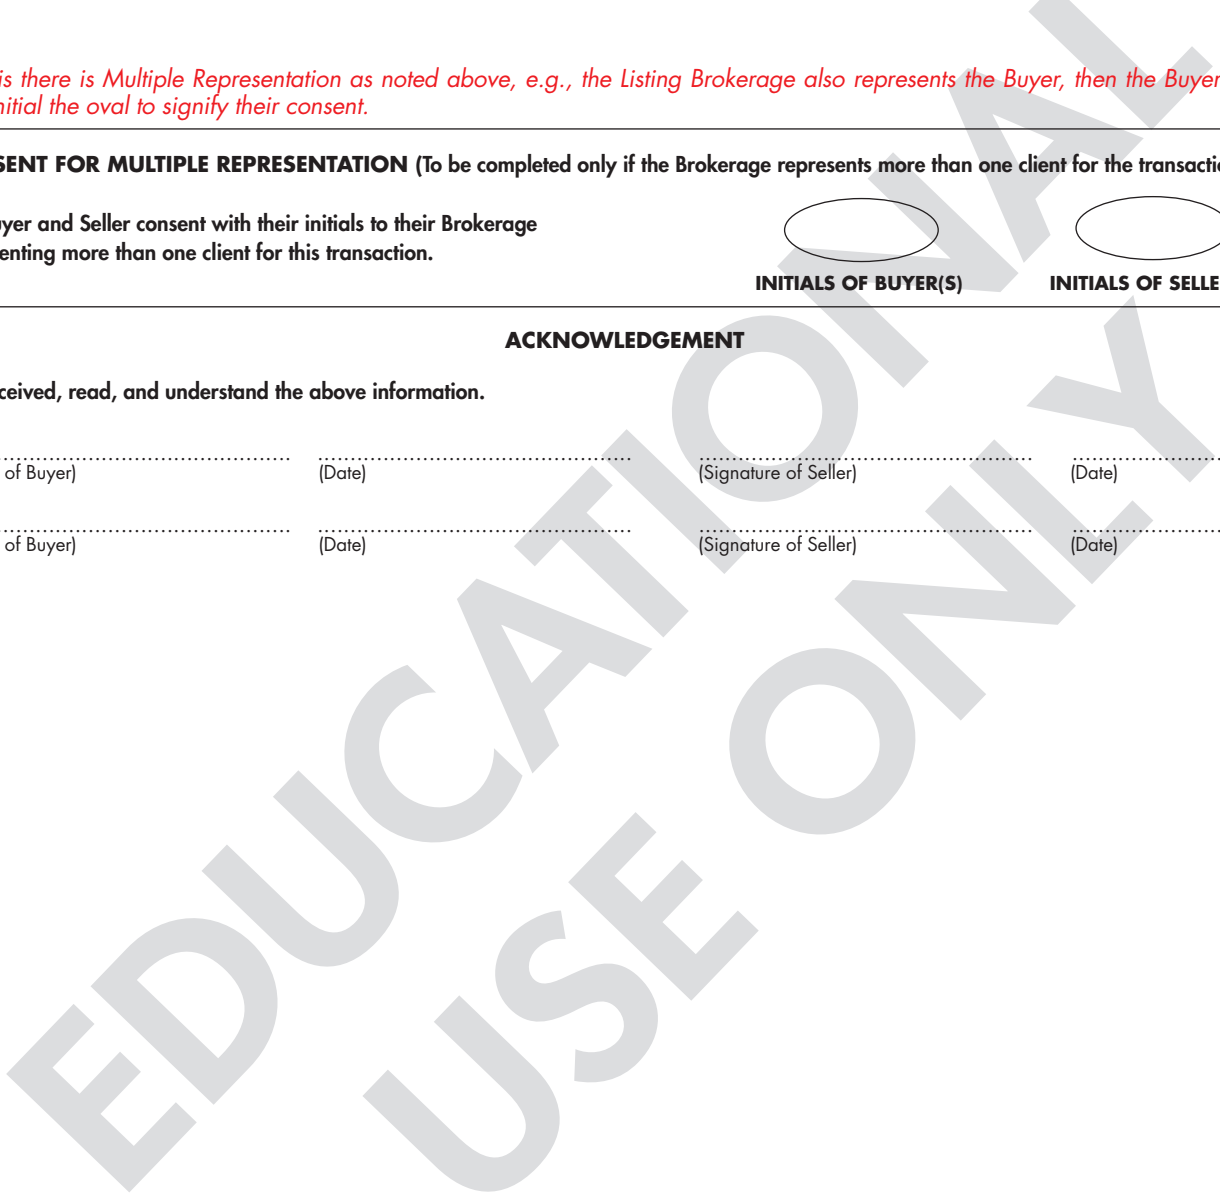 is there is Multiple Representation as noted above, e.g., the Listing Brokerage also represents the Buyer, then the Buyer
nitial the oval to signify their consent.
SENT FOR MULTIPLE REPRESENTATION (To be completed only if the Brokerage represents more than one client for the transactio
uyer and Seller consent with their initials to their Brokerage
enting more than one client for this transaction.
INITIALS OF BUYER(S) INITIALS OF SELLE
ACKNOWLEDGEMENT
ceived, read, and understand the above information.
of Buyer) (Date) (Signature of Seller) (Date)
of Buyer) (Date) (Signature of Seller) (Date)
EDUCATIONAL
USE ONLY